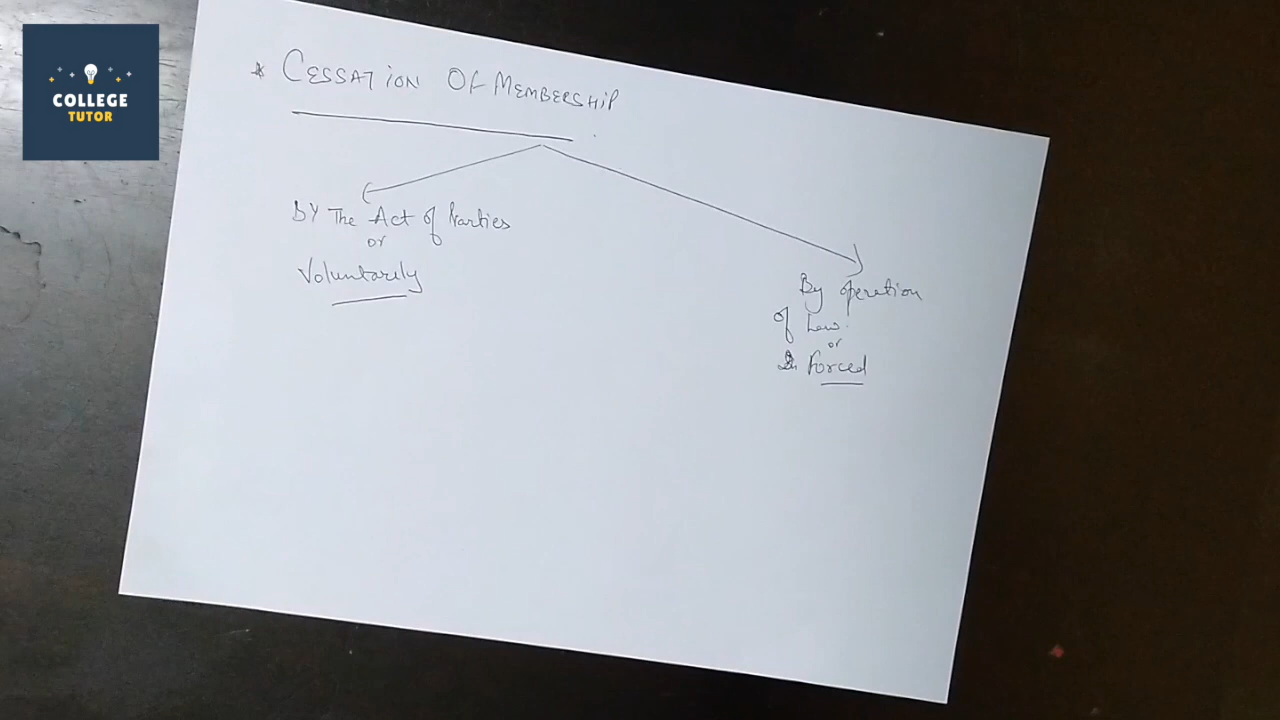 COLLEGE
TUTOR
* CESSATION OF MEMBERSHIP
BY The Act of Parties
or
Voluntarily
By operation
of Law.
or
Forced